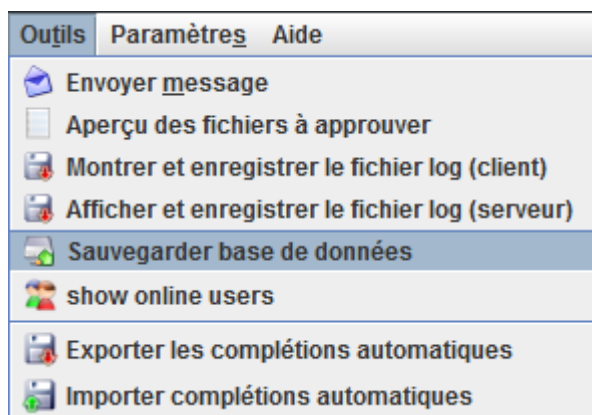 Outils Paramètres Aide
Envoyer message
Aperçu des fichiers à approuver
Montrer et enregistrer le fichier log (client)
Afficher et enregistrer le fichier log (serveur)
Sauvegarder base de données
show online users
Exporter les complétions automatiques
Importer complétions automatiques